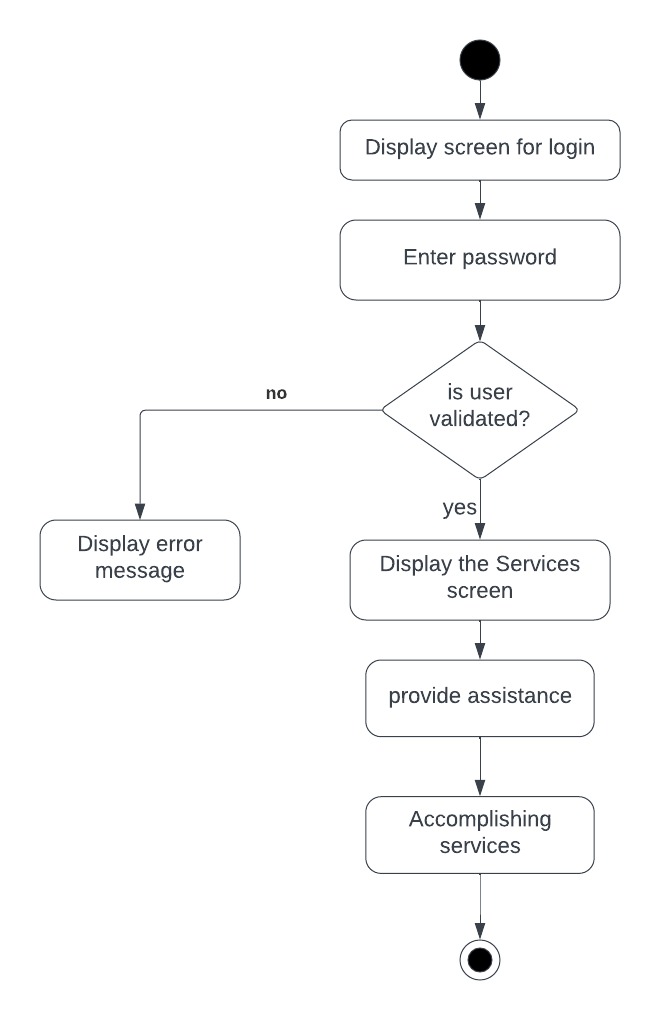 Display screen for login
Enter password
is user
validated?
no
yes
Display error
message
Display the Services
screen
provide assistance
Accomplishing
services